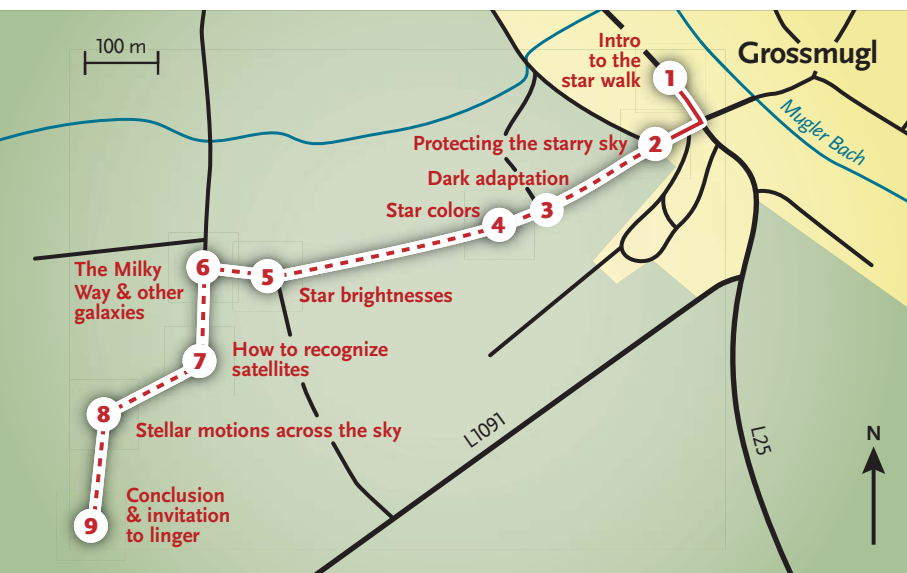 100 m
Intro
to the
star walk
Grossmugl
1
Mugler Bach
Protecting the starry sky
2
Dark adaptation
3
Star colors
4
The Milky
Way & other
galaxies
6
5
Star brightnesses
How to recognize
satellites
7
8
Stellar motions across the sky
L1091
L25
N
Conclusion
& invitation
to linger
9